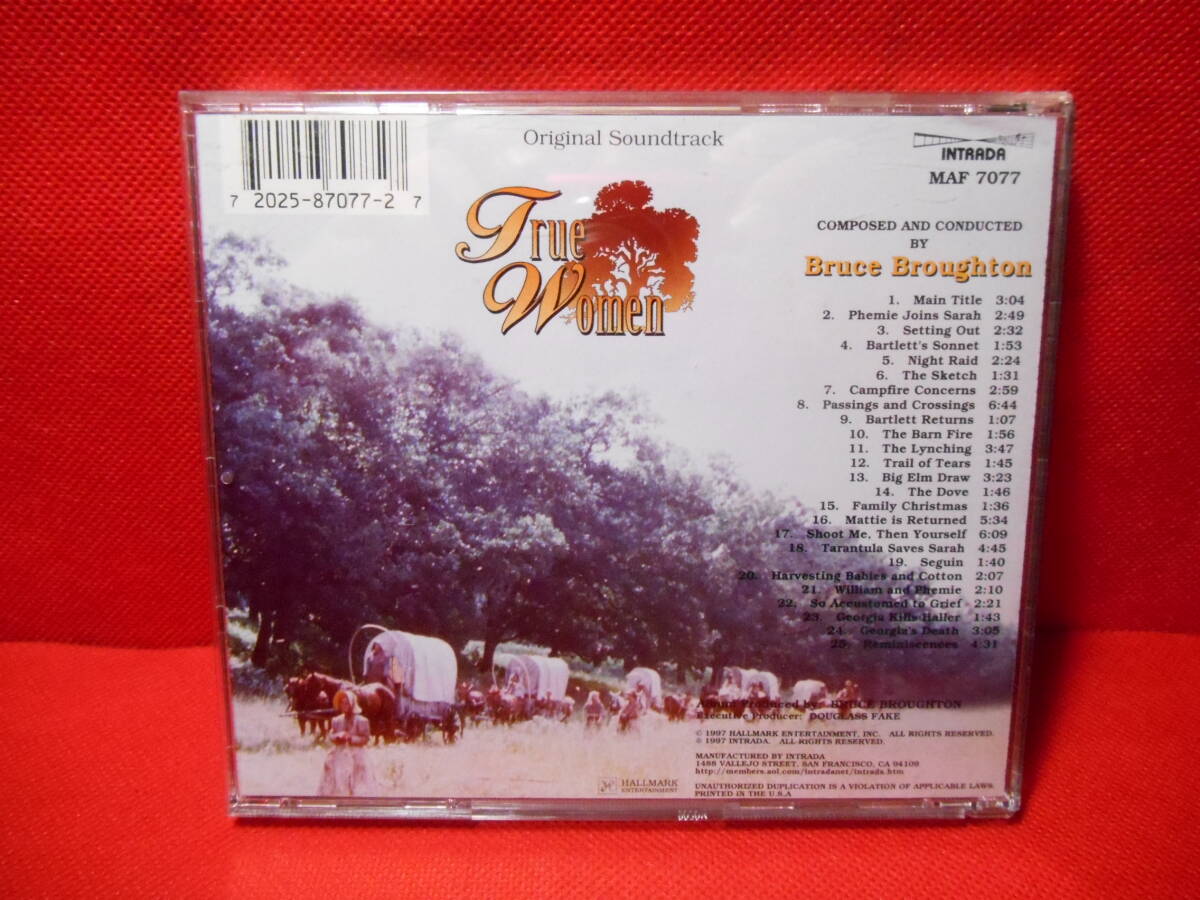 7 2025-87077-2 7
Original Soundtrack
True
Women
INTRADA
MAF 7077
COMPOSED AND CONDUCTED
BY
Bruce Broughton
1. Main Title 3:04
2. Phemie Joins Sarah 2:49
3. Setting Out 2:32
4. Bartlett's Sonnet 1:53
5. Night Raid 2:24
6. The Sketch 1:31
7. Campfire Concerns 2:59
8. Passings and Crossings 6:44
9. Bartlett Returns 1:07
10. The Barn Fire 1:56
11. The Lynching 3:47
12. Trail of Tears 1:45
13. Big Elm Draw 3:23
14. The Dove 1:46
15. Family Christmas 1:36
16. Mattie is Returned 5:34
17. Shoot Me, Then Yourself 6:09
18. Tarantula Saves Sarah 4:45
19. Seguin 1:40
20. Harvesting Babies and Cotton 2:07
21. William and Phemie 2:10
22. So Accustomed to Grief 2:21
23. Georgia Kills Haller 1:43
24. Georgia's Death 3:05
25. Reminiscences 4:31
Album Produced by: BRUCE BROUGHTON
Executive Producer: DOUGLASS FAKE
© 1997 HALLMARK ENTERTAINMENT, INC. ALL RIGHTS RESERVED.
℗ 1997 INTRADA. ALL RIGHTS RESERVED.
MANUFACTURED BY INTRADA
1488 VALLEJO STREET, SAN FRANCISCO, CA 94109
http://members.aol.com/intradanet/intrada.htm
HALLMARK
ENTERTAINMENT
UNAUTHORIZED DUPLICATION IS A VIOLATION OF APPLICABLE LAWS.
PRINTED IN THE U.S.A